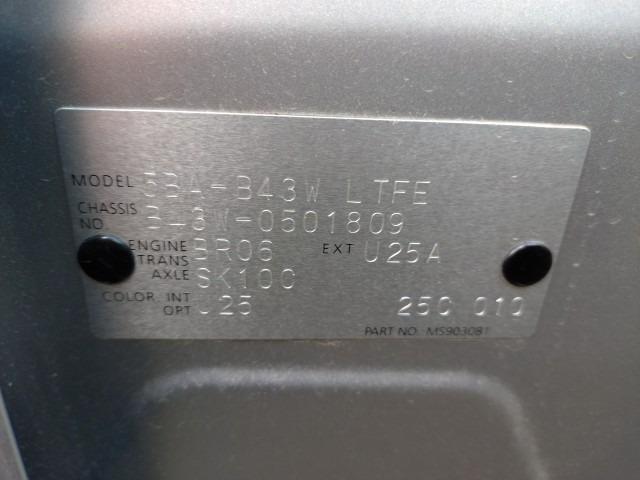 MODEL 5BA-B43W LTFE
CHASSIS NO. B43W-0501809
ENGINE BR06 EXT U25A
TRANS AXLE SK10C
COLOR INT OPT U25 25C 010
PART NO. MS903081